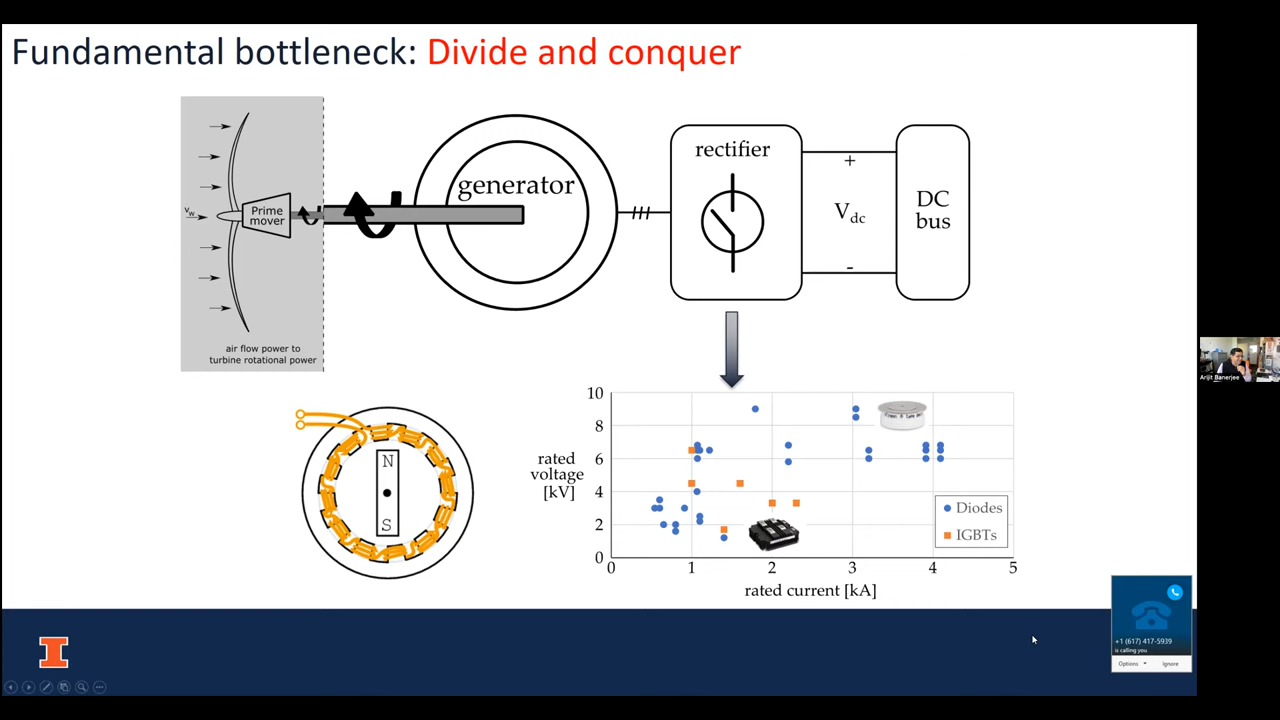 Fundamental bottleneck: Divide and conquer
vw
Prime
mover
air flow power to
turbine rotational power
generator
rectifier
+
Vdc
-
DC
bus
N
S
rated
voltage
[kV]
10
8
6
4
2
0
0 1 2 3 4 5
rated current [kA]
Diodes
IGBTs
Arijit Banerjee
+1 (617) 417-5939
is calling you
Options
Ignore
I